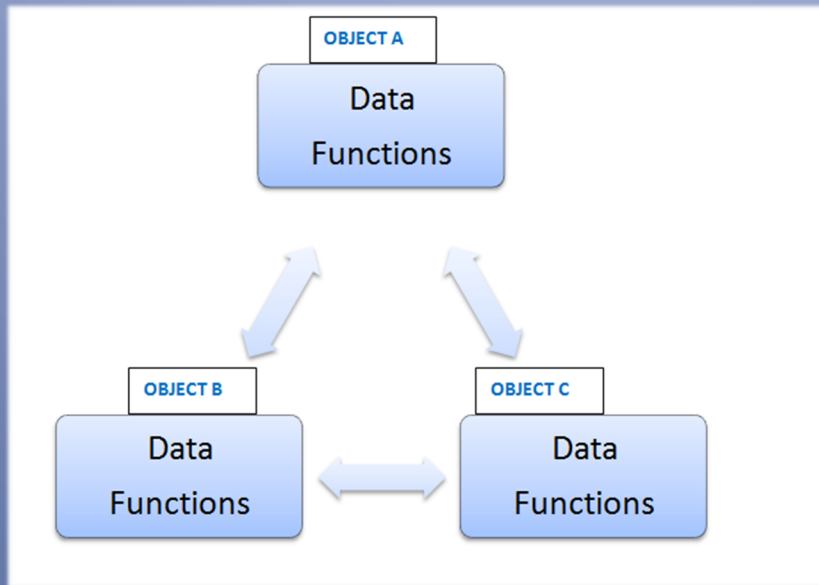 OBJECT A
Data
Functions
OBJECT B
Data
Functions
OBJECT C
Data
Functions